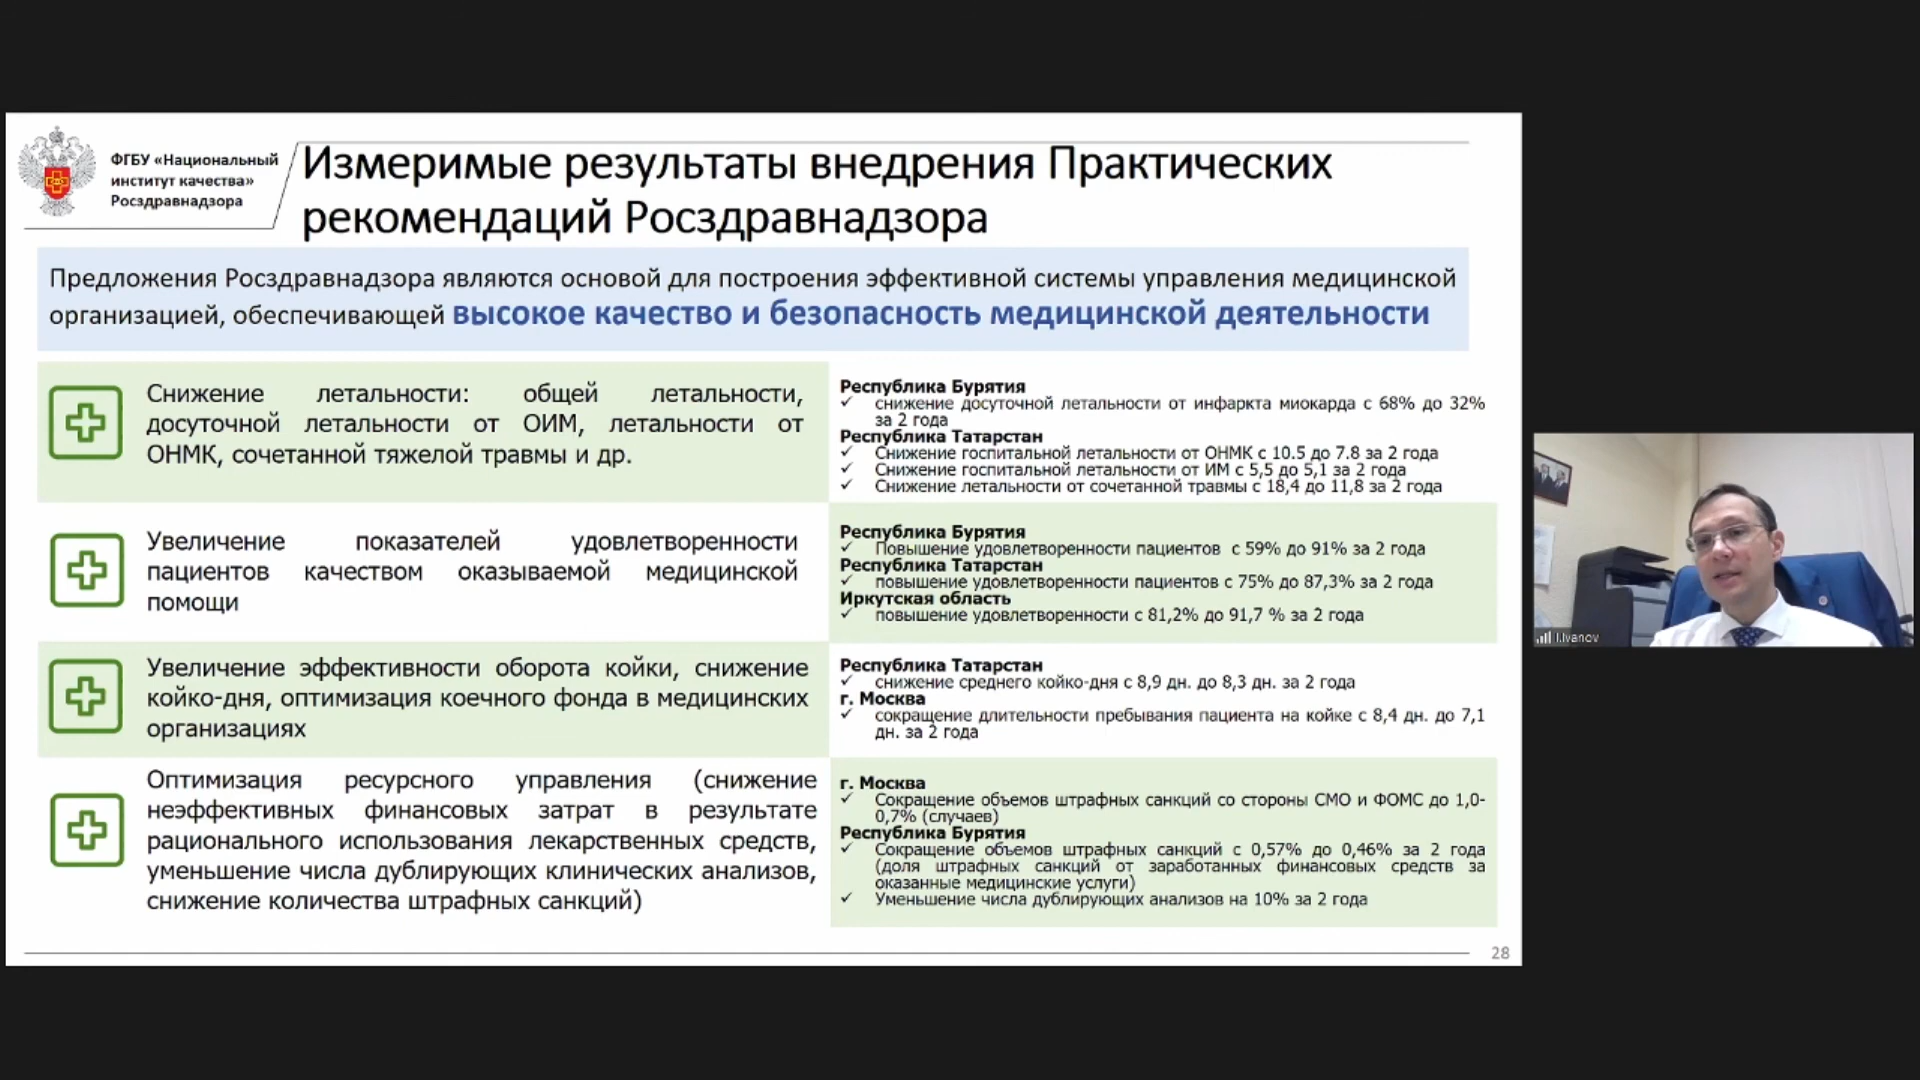 ФГБУ «Национальный
институт качества»
Росздравнадзора
Измеримые результаты внедрения Практических
рекомендаций Росздравнадзора
Предложения Росздравнадзора являются основой для построения эффективной системы управления медицинской
организацией, обеспечивающей высокое качество и безопасность медицинской деятельности
Снижение летальности: общей летальности,
досуточной летальности от ОИМ, летальности от
ОНМК, сочетанной тяжелой травмы и др.
Республика Бурятия
✓ снижение досуточной летальности от инфаркта миокарда с 68% до 32%
за 2 года
Республика Татарстан
✓ Снижение госпитальной летальности от ОНМК с 10.5 до 7.8 за 2 года
✓ Снижение госпитальной летальности от ИМ с 5,5 до 5,1 за 2 года
✓ Снижение летальности от сочетанной травмы с 18,4 до 11,8 за 2 года
Увеличение показателей удовлетворенности
пациентов качеством оказываемой медицинской
помощи
Республика Бурятия
✓ Повышение удовлетворенности пациентов с 59% до 91% за 2 года
Республика Татарстан
✓ повышение удовлетворенности пациентов с 75% до 87,3% за 2 года
Иркутская область
✓ повышение удовлетворенности с 81,2% до 91,7 % за 2 года
Увеличение эффективности оборота койки, снижение
койко-дня, оптимизация коечного фонда в медицинских
организациях
Республика Татарстан
✓ снижение среднего койко-дня с 8,9 дн. до 8,3 дн. за 2 года
г. Москва
✓ сокращение длительности пребывания пациента на койке с 8,4 дн. до 7,1
дн. за 2 года
Оптимизация ресурсного управления (снижение
неэффективных финансовых затрат в результате
рационального использования лекарственных средств,
уменьшение числа дублирующих клинических анализов,
снижение количества штрафных санкций)
г. Москва
✓ Сокращение объемов штрафных санкций со стороны СМО и ФОМС до 1,0-
0,7% (случаев)
Республика Бурятия
✓ Сокращение объемов штрафных санкций с 0,57% до 0,46% за 2 года
(доля штрафных санкций от заработанных финансовых средств за
оказанные медицинские услуги)
✓ Уменьшение числа дублирующих анализов на 10% за 2 года
28
I.Ivanov